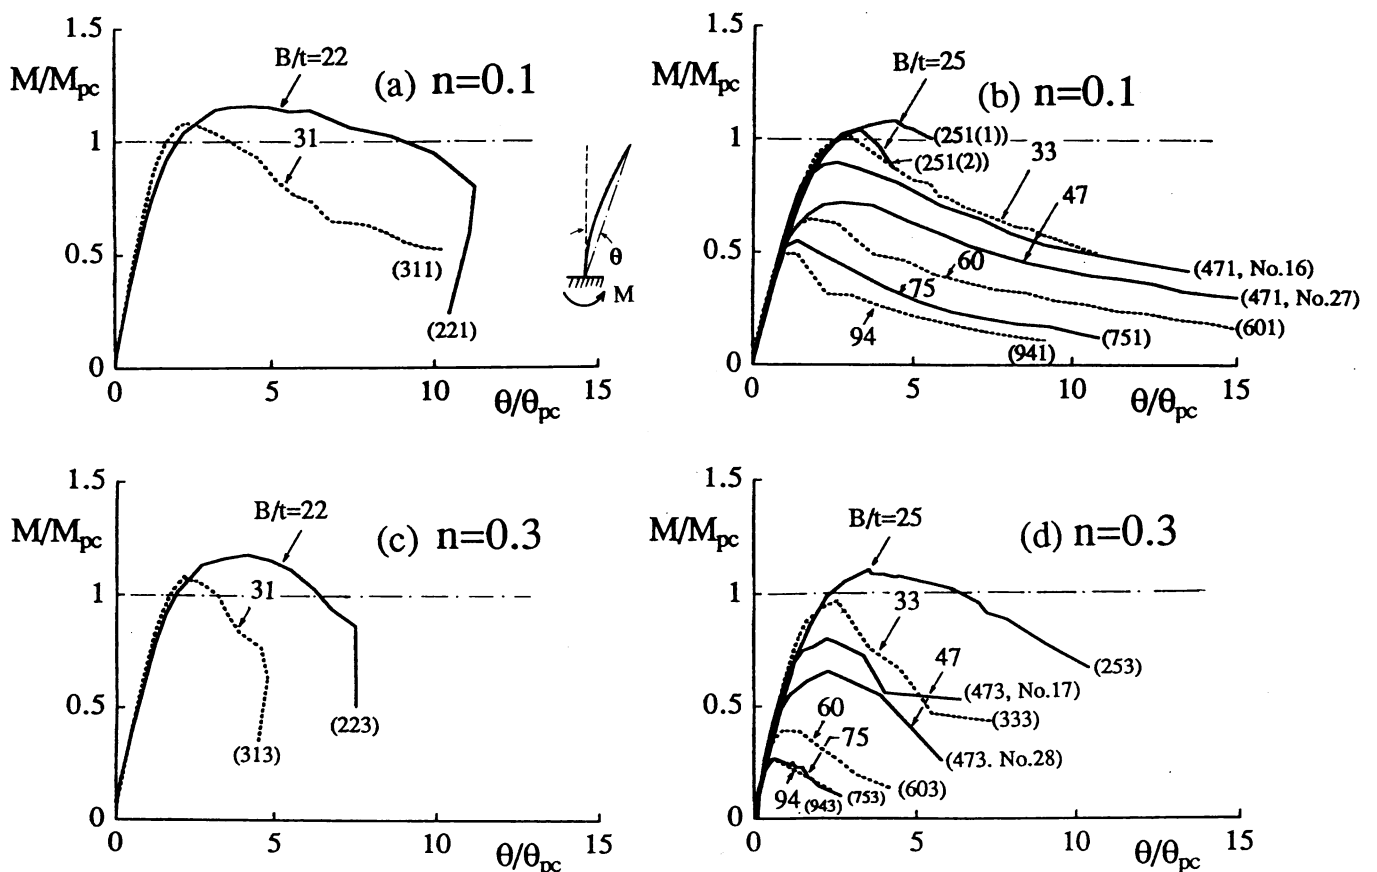 1.5
M/Mpc
B/t=22
(a) n=0.1
1
31
0.5
(311)
(221)
0
0
5
10
15
θ/θpc
θ
M
1.5
M/Mpc
B/t=25
(b) n=0.1
1
(251(1))
(251(2))
33
47
0.5
60
(471, No.16)
75
(471, No.27)
94
(601)
(751)
(941)
0
0
5
10
15
θ/θpc
1.5
M/Mpc
B/t=22
(c) n=0.3
1
31
0.5
(223)
(313)
0
0
5
10
15
θ/θpc
1.5
M/Mpc
B/t=25
(d) n=0.3
1
33
47
(253)
(473, No.17)
0.5
60
(333)
75
(473. No.28)
(603)
94
(943)
(753)
0
0
5
10
15
θ/θpc